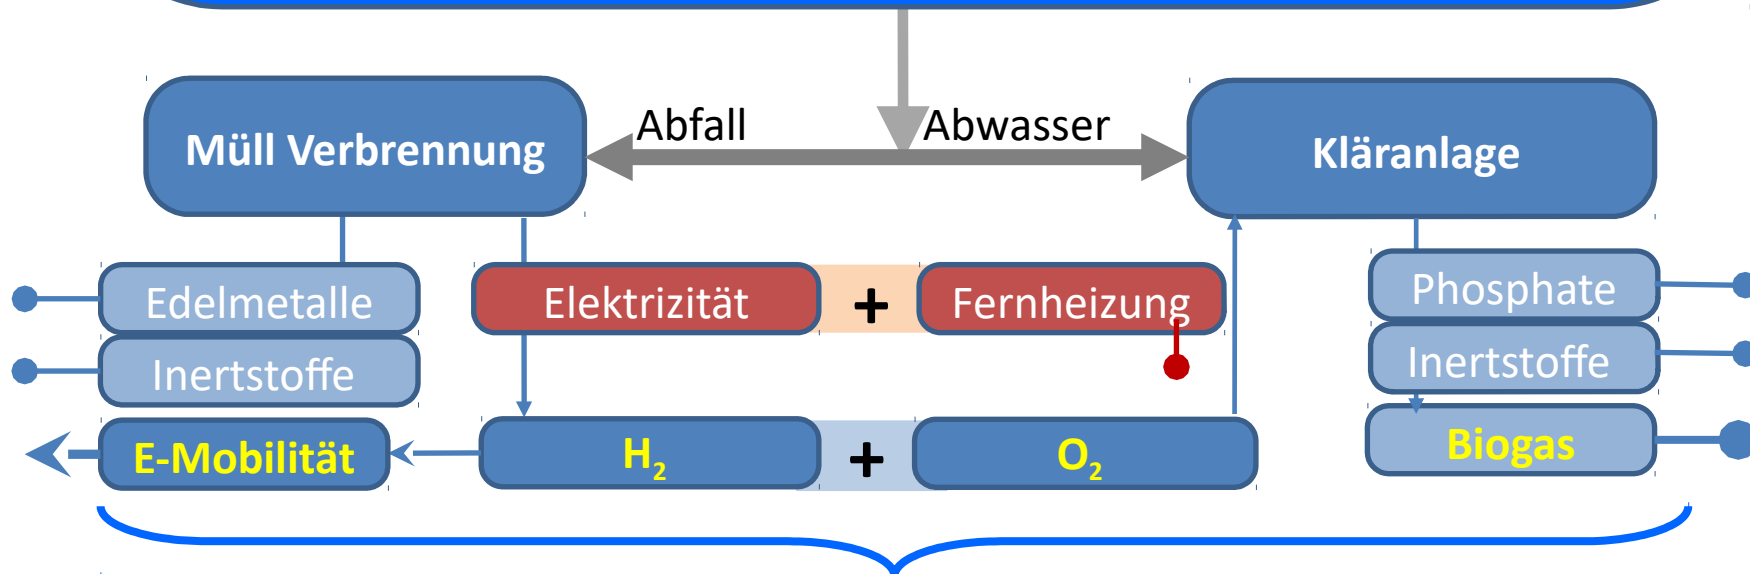 Abfall
Abwasser
Müll Verbrennung
Kläranlage
Edelmetalle
Elektrizität
+
Fernheizung
Phosphate
Inertstoffe
Inertstoffe
E-Mobilität
H₂
+
O₂
Biogas